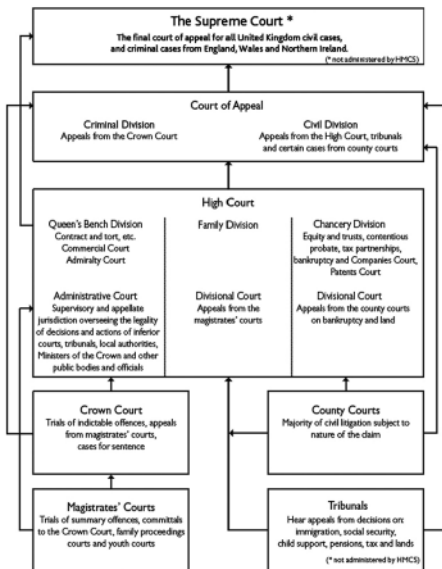 The Supreme Court *
The final court of appeal for all United Kingdom civil cases,
and criminal cases from England, Wales and Northern Ireland.
(* not administered by HMCS)
Court of Appeal
Criminal Division
Appeals from the Crown Court
Civil Division
Appeals from the High Court, tribunals
and certain cases from county courts
High Court
Queen's Bench Division
Contract and tort, etc.
Commercial Court
Admiralty Court
Administrative Court
Supervisory and appellate
jurisdiction overseeing the legality
of decisions and actions of inferior
courts, tribunals, local authorities,
Ministers of the Crown and other
public bodies and officials
Family Division
Divisional Court
Appeals from the
magistrates' courts
Chancery Division
Equity and trusts, contentious
probate, tax partnerships,
bankruptcy and Companies Court,
Patents Court
Divisional Court
Appeals from the county courts
on bankruptcy and land
Crown Court
Trials of indictable offences, appeals
from magistrates' courts,
cases for sentence
County Courts
Majority of civil litigation subject to
nature of the claim
Magistrates' Courts
Trials of summary offences, committals
to the Crown Court, family proceedings
courts and youth courts
Tribunals
Hear appeals from decisions on:
immigration, social security,
child support, pensions, tax and lands
(* not administered by HMCS)